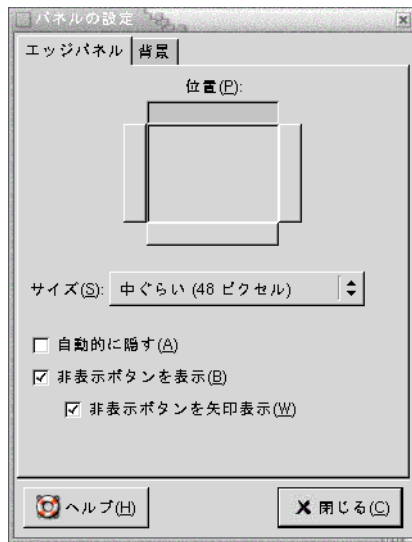 パネルの設定
エッジパネル 背景
位置(P):
サイズ(S): 中ぐらい (48 ピクセル)
自動的に隠す(A)
非表示ボタンを表示(B)
非表示ボタンを矢印表示(W)
ヘルプ(H) 閉じる(C)